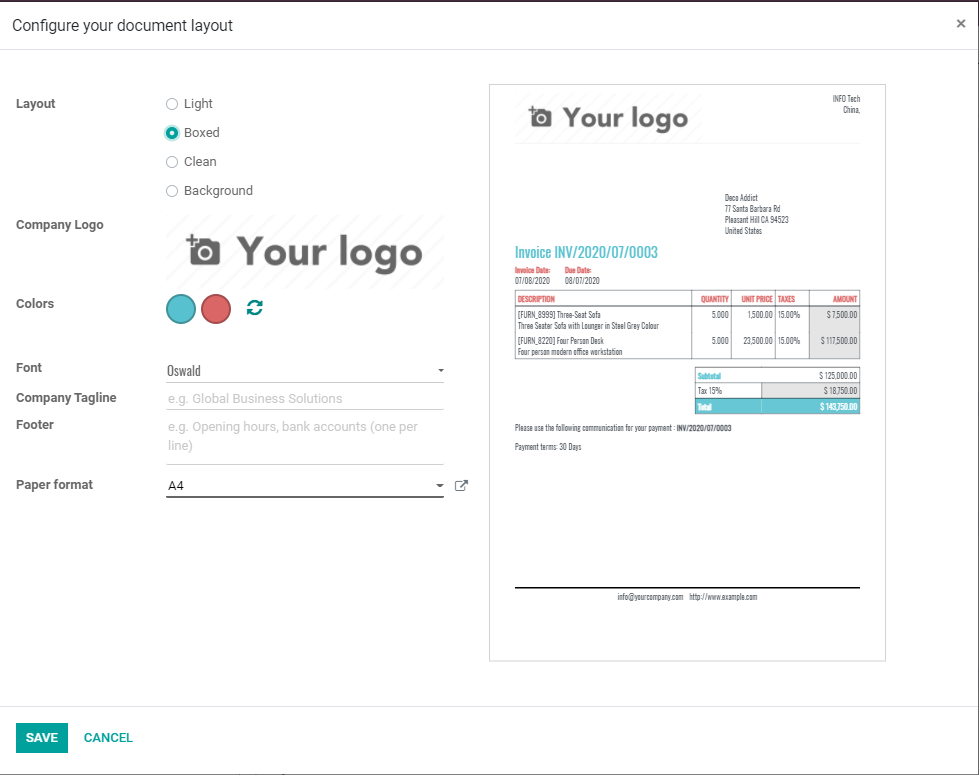 Configure your document layout
×
Layout
Light
Boxed
Clean
Background
Company Logo
Your logo
Colors
Font
Oswald
Company Tagline
e.g. Global Business Solutions
Footer
e.g. Opening hours, bank accounts (one per
line)
Paper format
A4
Your logo
INFO Tech
China,
Deco Addict
77 Santa Barbara Rd
Pleasant Hill CA 94523
United States
Invoice INV/2020/07/0003
Invoice Date: Due Date:
07/08/2020 08/07/2020
DESCRIPTION QUANTITY UNIT PRICE TAXES AMOUNT
[FURN_8999] Three-Seat Sofa 5.000 1,500.00 15.00% $ 7,500.00
Three Seater Sofa with Lounger in Steel Grey Colour
[FURN_8220] Four Person Desk 5.000 23,500.00 15.00% $ 117,500.00
Four person modern office workstation
Subtotal $ 125,000.00
Tax 15% $ 18,750.00
Total $ 143,750.00
Please use the following communication for your payment : INV/2020/07/0003
Payment terms: 30 Days
info@yourcompany.com http://www.example.com
SAVE CANCEL